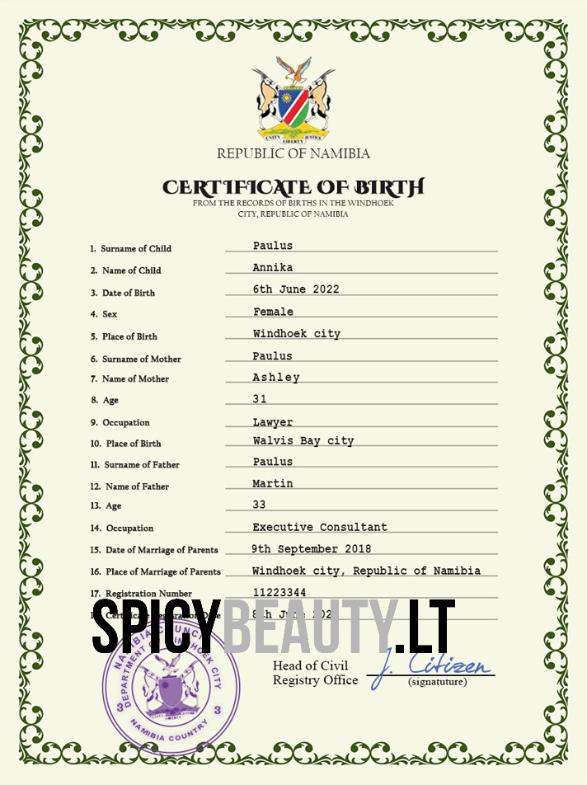 UNITY LIBERTY JUSTICE
REPUBLIC OF NAMIBIA
CERTIFICATE OF BIRTH
FROM THE RECORDS OF BIRTHS IN THE WINDHOEK
CITY, REPUBLIC OF NAMIBIA
1. Surname of Child Paulus
2. Name of Child Annika
3. Date of Birth 6th June 2022
4. Sex Female
5. Place of Birth Windhoek city
6. Surname of Mother Paulus
7. Name of Mother Ashley
8. Age 31
9. Occupation Lawyer
10. Place of Birth Walvis Bay city
11. Surname of Father Paulus
12. Name of Father Martin
13. Age 33
14. Occupation Executive Consultant
15. Date of Marriage of Parents 9th September 2018
16. Place of Marriage of Parents Windhoek city, Republic of Namibia
17. Registration Number 11223344
8th June
SPICYBEAUTY.LT
NAMIBIA COUNCIL
DEPARTMENT OF WINDHOEK CITY
3 3
NAMIBIA COUNTRY
Head of Civil
Registry Office J. Citizen
(signatuture)